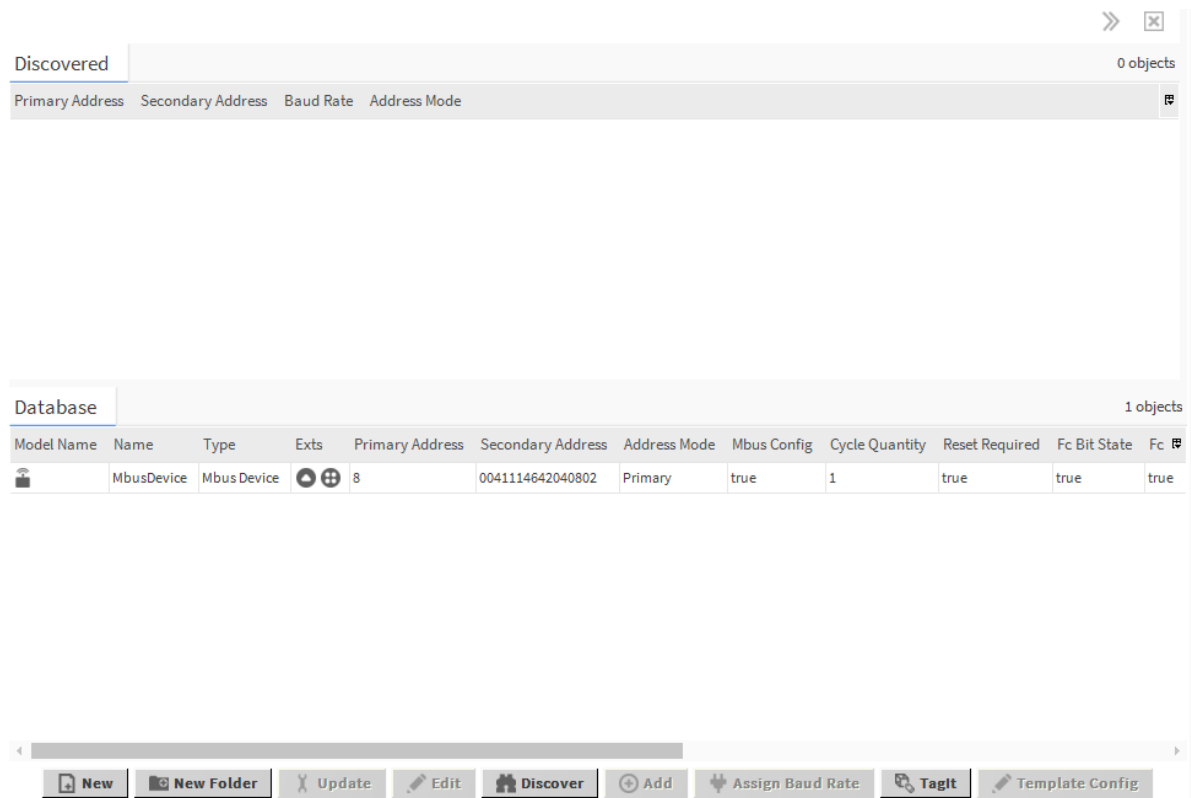 Discovered 0 objects
Primary Address Secondary Address Baud Rate Address Mode
Database 1 objects
Model Name Name Type Exts Primary Address Secondary Address Address Mode Mbus Config Cycle Quantity Reset Required Fc Bit State Fc
MbusDevice Mbus Device 8 0041114642040802 Primary true 1 true true true
New New Folder Update Edit Discover Add Assign Baud Rate TagIt Template Config